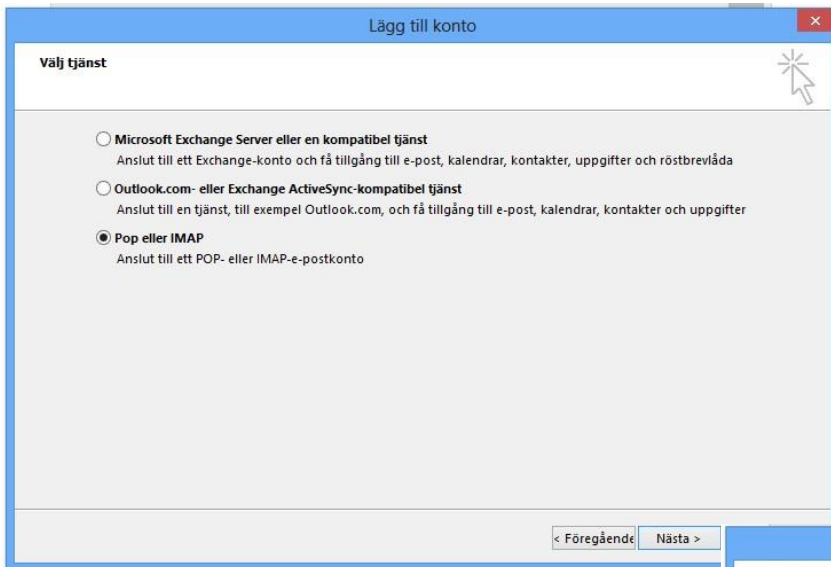 Lägg till konto
Välj tjänst
Microsoft Exchange Server eller en kompatibel tjänst
Anslut till ett Exchange-konto och få tillgång till e-post, kalendrar, kontakter, uppgifter och röstbrevlåda
Outlook.com- eller Exchange ActiveSync-kompatibel tjänst
Anslut till en tjänst, till exempel Outlook.com, och få tillgång till e-post, kalendrar, kontakter och uppgifter
Pop eller IMAP
Anslut till ett POP- eller IMAP-e-postkonto
< Föregående Nästa >